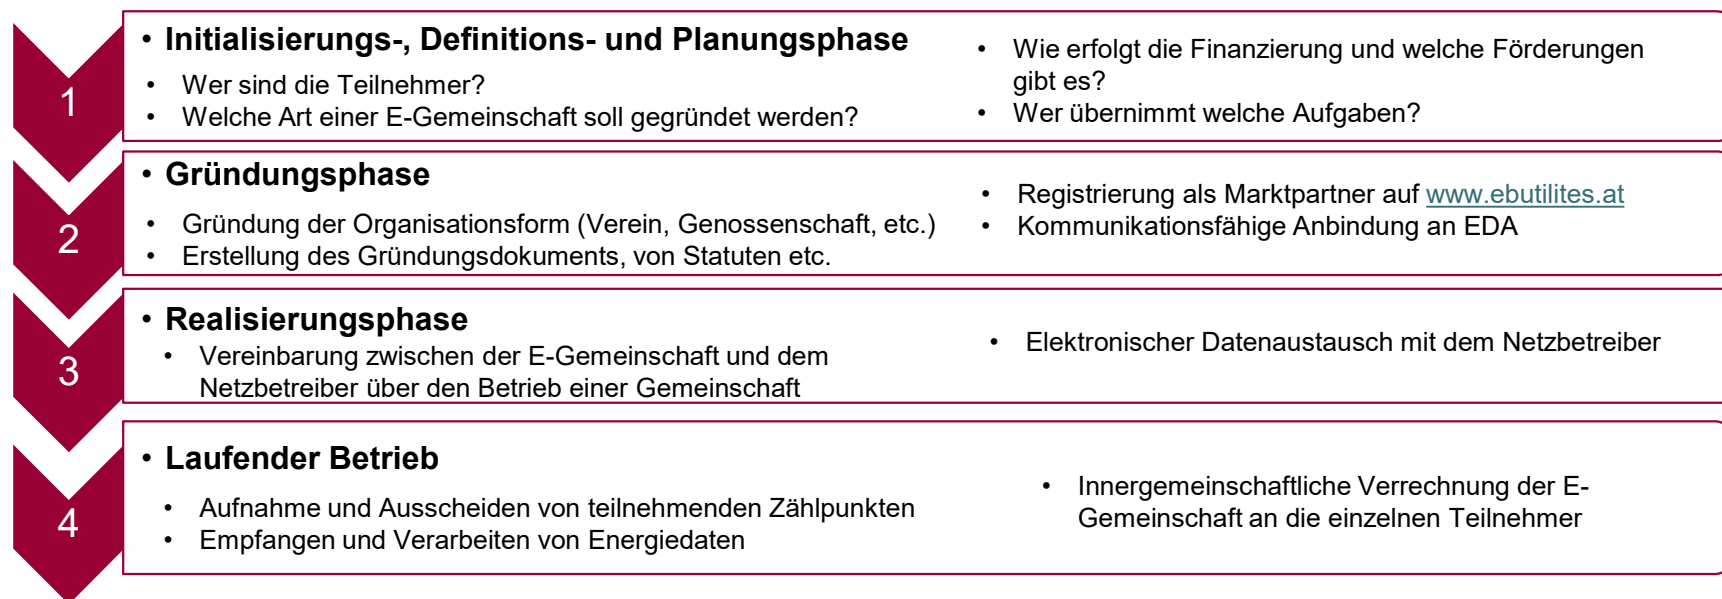 1
• Initialisierungs-, Definitions- und Planungsphase
• Wer sind die Teilnehmer?
• Welche Art einer E-Gemeinschaft soll gegründet werden?
• Wie erfolgt die Finanzierung und welche Förderungen
gibt es?
• Wer übernimmt welche Aufgaben?
2
• Gründungsphase
• Gründung der Organisationsform (Verein, Genossenschaft, etc.)
• Erstellung des Gründungsdokuments, von Statuten etc.
• Registrierung als Marktpartner auf www.ebutilites.at
• Kommunikationsfähige Anbindung an EDA
3
• Realisierungsphase
• Vereinbarung zwischen der E-Gemeinschaft und dem
Netzbetreiber über den Betrieb einer Gemeinschaft
• Elektronischer Datenaustausch mit dem Netzbetreiber
4
• Laufender Betrieb
• Aufnahme und Ausscheiden von teilnehmenden Zählpunkten
• Empfangen und Verarbeiten von Energiedaten
• Innergemeinschaftliche Verrechnung der E-
Gemeinschaft an die einzelnen Teilnehmer